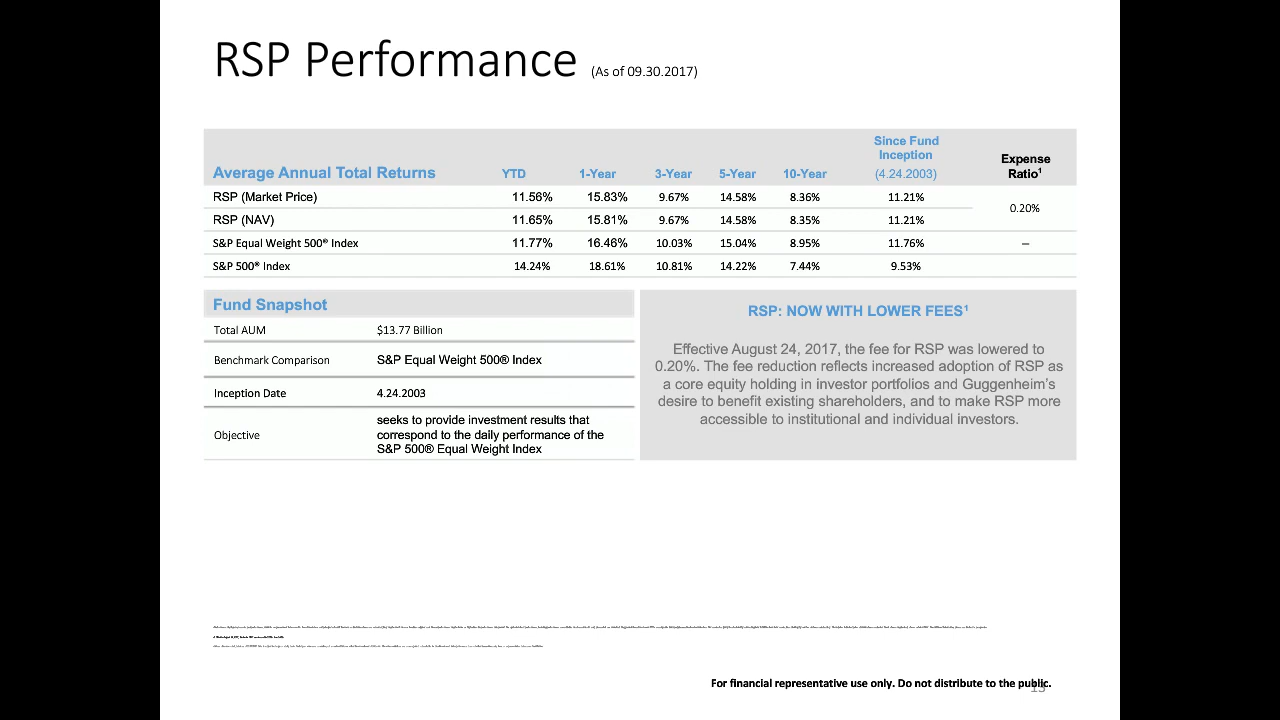 RSP Performance (As of 09.30.2017)
Since Fund
Inception
Expense
Average Annual Total Returns YTD 1-Year 3-Year 5-Year 10-Year (4.24.2003) Ratio¹
RSP (Market Price) 11.56% 15.83% 9.67% 14.58% 8.36% 11.21%
0.20%
RSP (NAV) 11.65% 15.81% 9.67% 14.58% 8.35% 11.21%
S&P Equal Weight 500® Index 11.77% 16.46% 10.03% 15.04% 8.95% 11.76% –
S&P 500® Index 14.24% 18.61% 10.81% 14.22% 7.44% 9.53%
Fund Snapshot
Total AUM $13.77 Billion
Benchmark Comparison S&P Equal Weight 500® Index
Inception Date 4.24.2003
Objective
seeks to provide investment results that
correspond to the daily performance of the
S&P 500® Equal Weight Index
RSP: NOW WITH LOWER FEES¹
Effective August 24, 2017, the fee for RSP was lowered to
0.20%. The fee reduction reflects increased adoption of RSP as
a core equity holding in investor portfolios and Guggenheim's
desire to benefit existing shareholders, and to make RSP more
accessible to institutional and individual investors.
For financial representative use only. Do not distribute to the public.